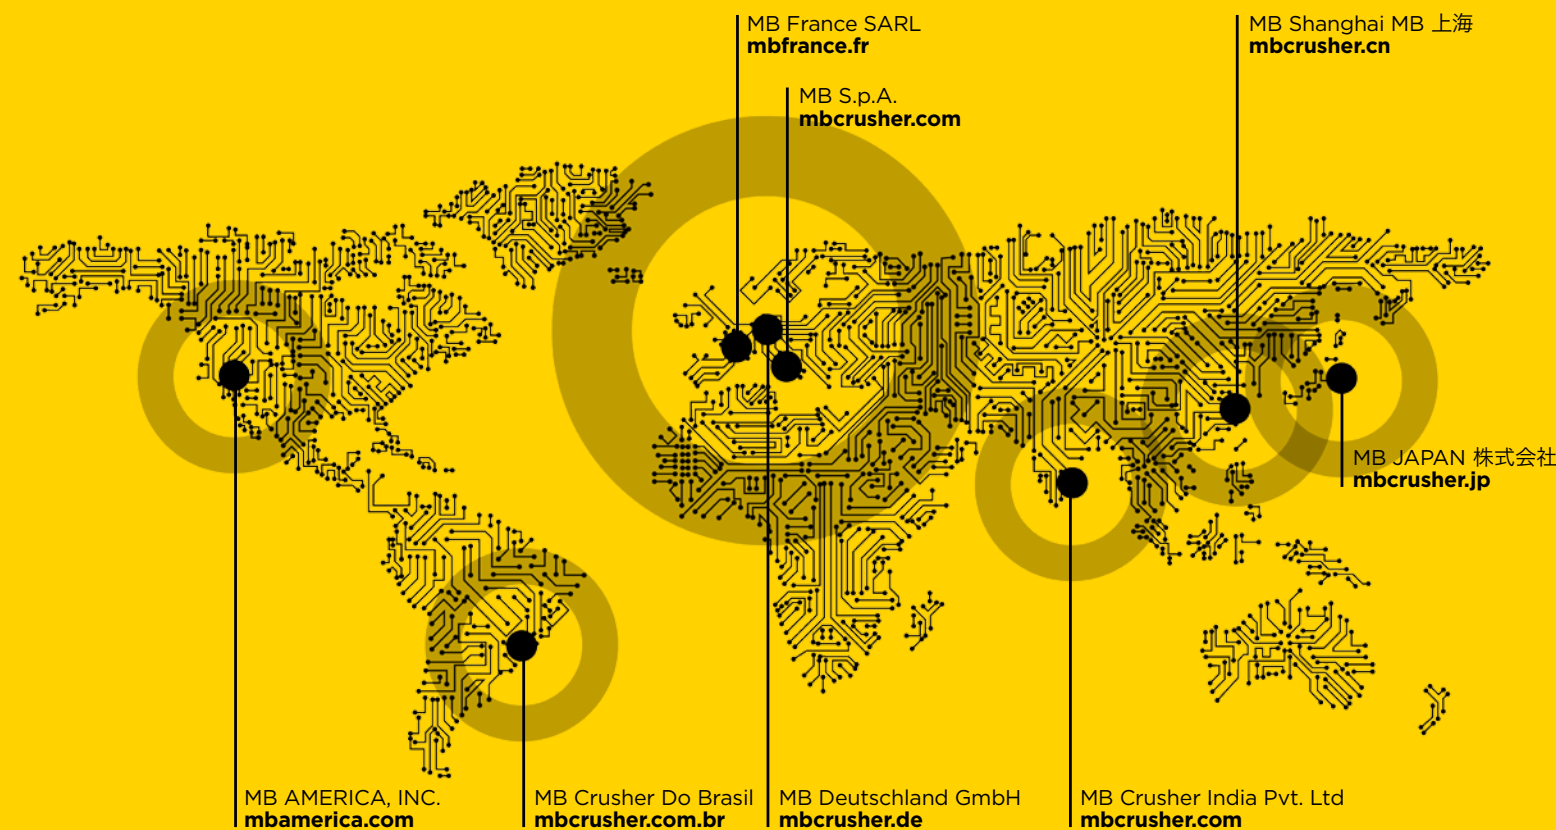 MB France SARL
mbfrance.fr
MB Shanghai MB 上海
mbcrusher.cn
MB S.p.A.
mbcrusher.com
MB JAPAN 株式会社
mbcrusher.jp
MB AMERICA, INC.
mbamerica.com
MB Crusher Do Brasil
mbcrusher.com.br
MB Deutschland GmbH
mbcrusher.de
MB Crusher India Pvt. Ltd
mbcrusher.com